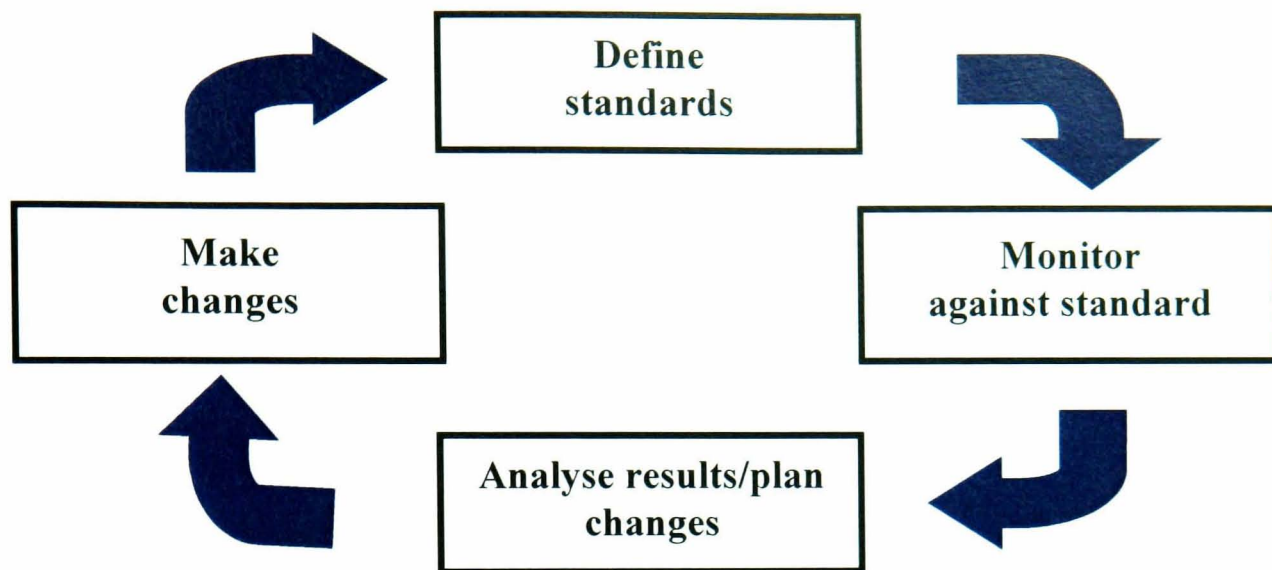 Define
standards
Monitor
against standard
Analyse results/plan
changes
Make
changes